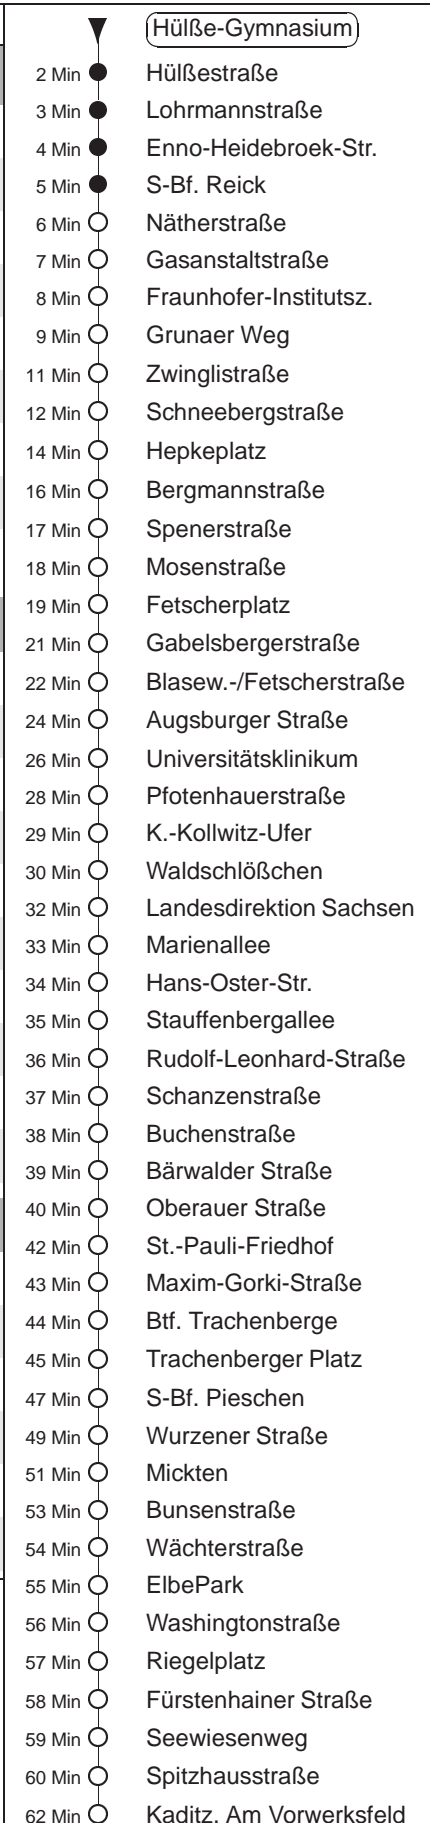 Hülße-Gymnasium
2 Min Hülßestraße
3 Min Lohrmannstraße
4 Min Enno-Heidebroek-Str.
5 Min S-Bf. Reick
6 Min Nätherstraße
7 Min Gasanstaltstraße
8 Min Fraunhofer-Institutsz.
9 Min Grunaer Weg
11 Min Zwinglistraße
12 Min Schneebergstraße
14 Min Hepkeplatz
16 Min Bergmannstraße
17 Min Spenerstraße
18 Min Mosenstraße
19 Min Fetscherplatz
21 Min Gabelsbergerstraße
22 Min Blasew.-/Fetscherstraße
24 Min Augsburger Straße
26 Min Universitätsklinikum
28 Min Pfotenhauerstraße
29 Min K.-Kollwitz-Ufer
30 Min Waldschlößchen
32 Min Landesdirektion Sachsen
33 Min Marienallee
34 Min Hans-Oster-Str.
35 Min Stauffenbergallee
36 Min Rudolf-Leonhard-Straße
37 Min Schanzenstraße
38 Min Buchenstraße
39 Min Bärwalder Straße
40 Min Oberauer Straße
42 Min St.-Pauli-Friedhof
43 Min Maxim-Gorki-Straße
44 Min Btf. Trachenberge
45 Min Trachenberger Platz
47 Min S-Bf. Pieschen
49 Min Wurzener Straße
51 Min Mickten
53 Min Bunsenstraße
54 Min Wächterstraße
55 Min ElbePark
56 Min Washingtonstraße
57 Min Riegelplatz
58 Min Fürstenhainer Straße
59 Min Seewiesenweg
60 Min Spitzhausstraße
62 Min Kaditz, Am Vorwerksfeld